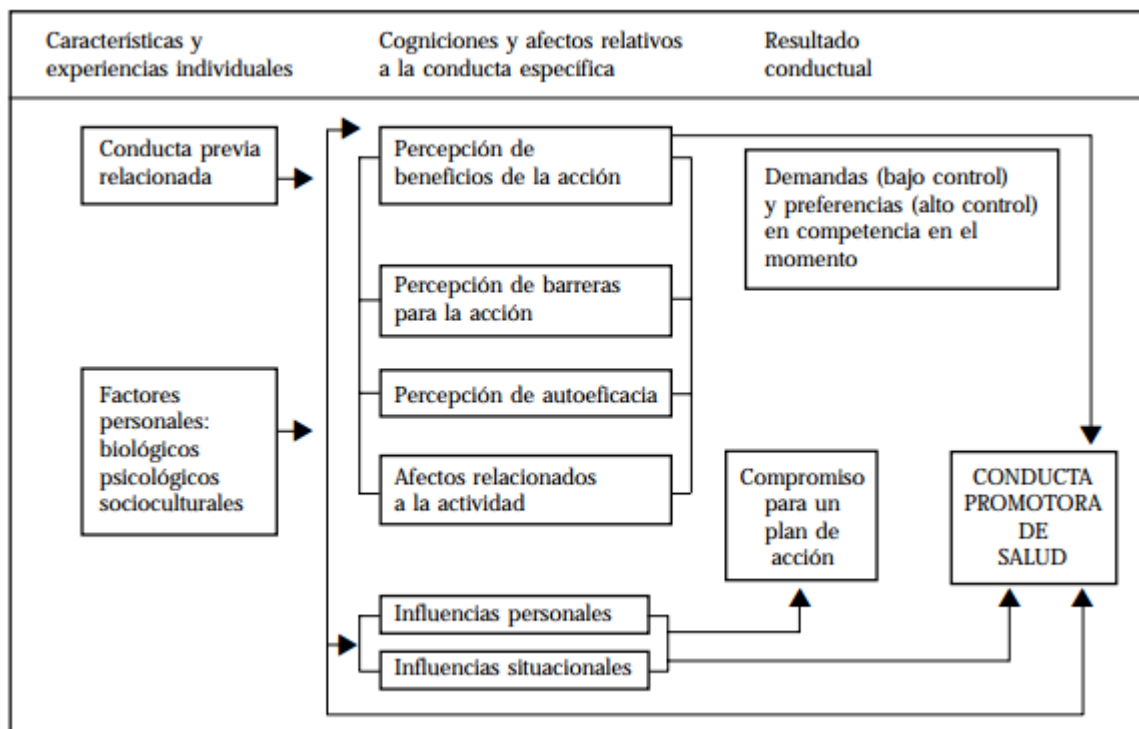 Características y
experiencias individuales
Cogniciones y afectos relativos
a la conducta específica
Resultado
conductual
Conducta previa
relacionada
Factores
personales:
biológicos
psicológicos
socioculturales
Percepción de
beneficios de la acción
Percepción de barreras
para la acción
Percepción de autoeficacia
Afectos relacionados
a la actividad
Influencias personales
Influencias situacionales
Demandas (bajo control)
y preferencias (alto control)
en competencia en el
momento
Compromiso
para un
plan de
acción
CONDUCTA
PROMOTORA
DE
SALUD